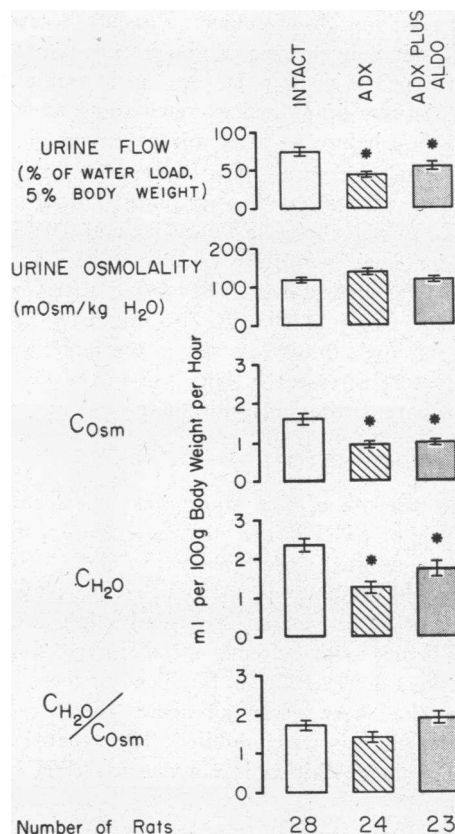 INTACT
ADX
ADX PLUS
ALDO
URINE FLOW
(% OF WATER LOAD,
5% BODY WEIGHT)
100
50
0
* *
URINE OSMOLALITY
(mOsm/kg H₂O)
200
100
0
ml per 100g Body Weight per Hour
COsm
3
2
1
0
* *
CH₂O
3
2
1
0
* *
CH₂O/COsm
3
2
1
0
Number of Rats 28 24 23